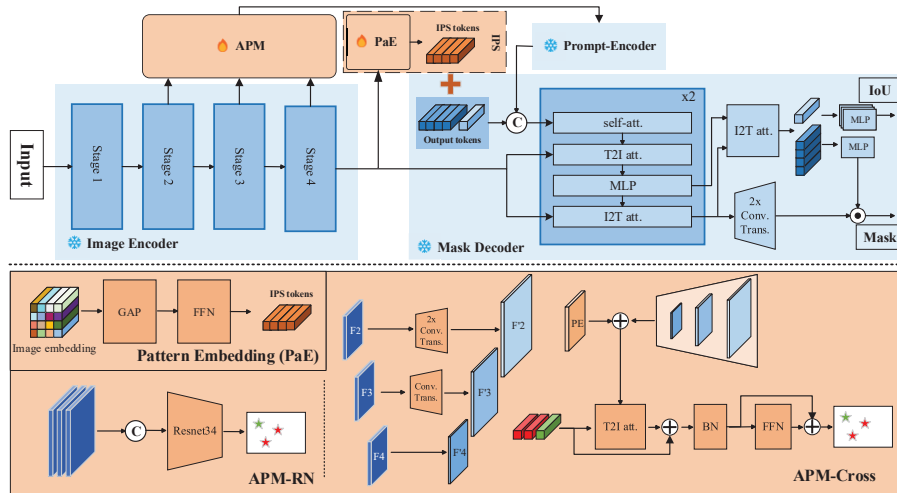 APM
PaE
IPS tokens
IPS
Prompt-Encoder
Input
Stage 1
Stage 2
Stage 3
Stage 4
Image Encoder
Output tokens
C
x2
self-att.
T2I att.
MLP
I2T att.
I2T att.
MLP
MLP
IoU
2x
Conv.
Trans.
Mask
Mask Decoder
Image embedding
GAP
FFN
IPS tokens
Pattern Embedding (PaE)
C
Resnet34
APM-RN
F2
2x
Conv.
Trans.
F'2
F3
Conv.
Trans.
F'3
F4
F'4
PE
T2I att.
BN
FFN
APM-Cross